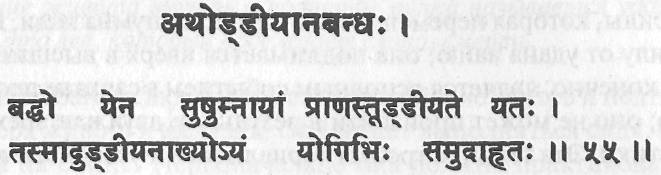 अथोड्डीयानबन्धः ।
बद्धो येन सुषुम्नायां प्राणस्तूड्डीयते यतः ।
तस्मादुड्डीयनाख्योऽयं योगिभिः समुदाहृतः ॥ ५५ ॥